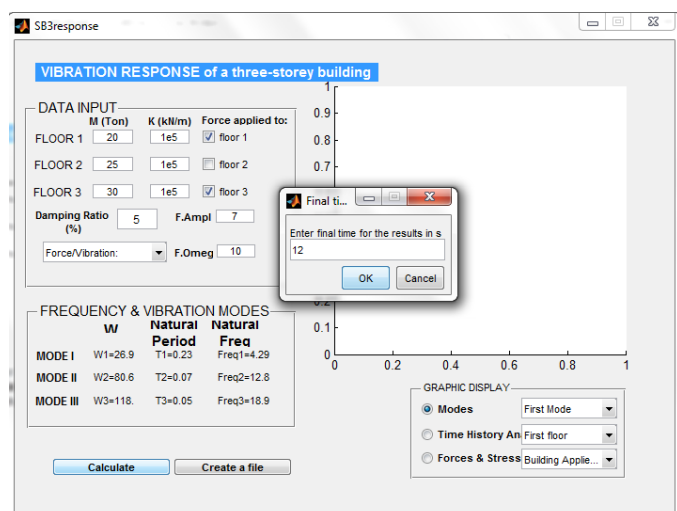 SB3response
VIBRATION RESPONSE of a three-storey building
DATA INPUT
M (Ton) K (kN/m) Force applied to:
FLOOR 1 20 1e5 floor 1
FLOOR 2 25 1e5 floor 2
FLOOR 3 30 1e5 floor 3
Damping Ratio (%) 5 F.Ampl 7
Force/Vibration: F.Omeg 10
FREQUENCY & VIBRATION MODES
W Natural Period Natural Freq
MODE I W1=26.9 T1=0.23 Freq1=4.29
MODE II W2=80.6 T2=0.07 Freq2=12.8
MODE III W3=118. T3=0.05 Freq3=18.9
Calculate Create a file
1
0.9
0.8
0.7
Final ti...
Enter final time for the results in s
12
OK Cancel
0.2
0.1
0
0 0.2 0.4 0.6 0.8 1
GRAPHIC DISPLAY
Modes First Mode
Time History An First floor
Forces & Stress Building Applie...